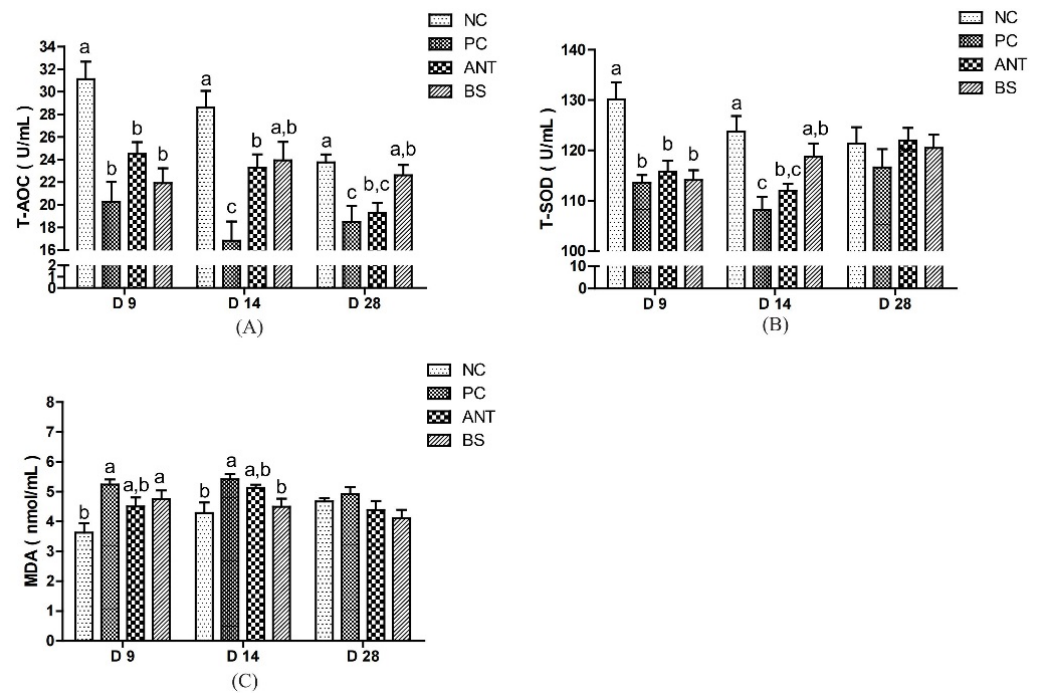 NC
PC
ANT
BS
T-AOC ( U/mL )
34
32
30
28
26
24
22
20
18
16
2
1
0
a
b
b
b
a
c
b
a,b
a
c
b,c
a,b
D 9
D 14
D 28
(A)
NC
PC
ANT
BS
T-SOD ( U/mL )
140
130
120
110
100
10
0
a
b
b
b
a
c
b,c
a,b
D 9
D 14
D 28
(B)
NC
PC
ANT
BS
MDA ( nmol/mL )
8
7
6
5
4
3
2
1
0
b
a
a,b
a
b
a
a,b
b
D 9
D 14
D 28
(C)